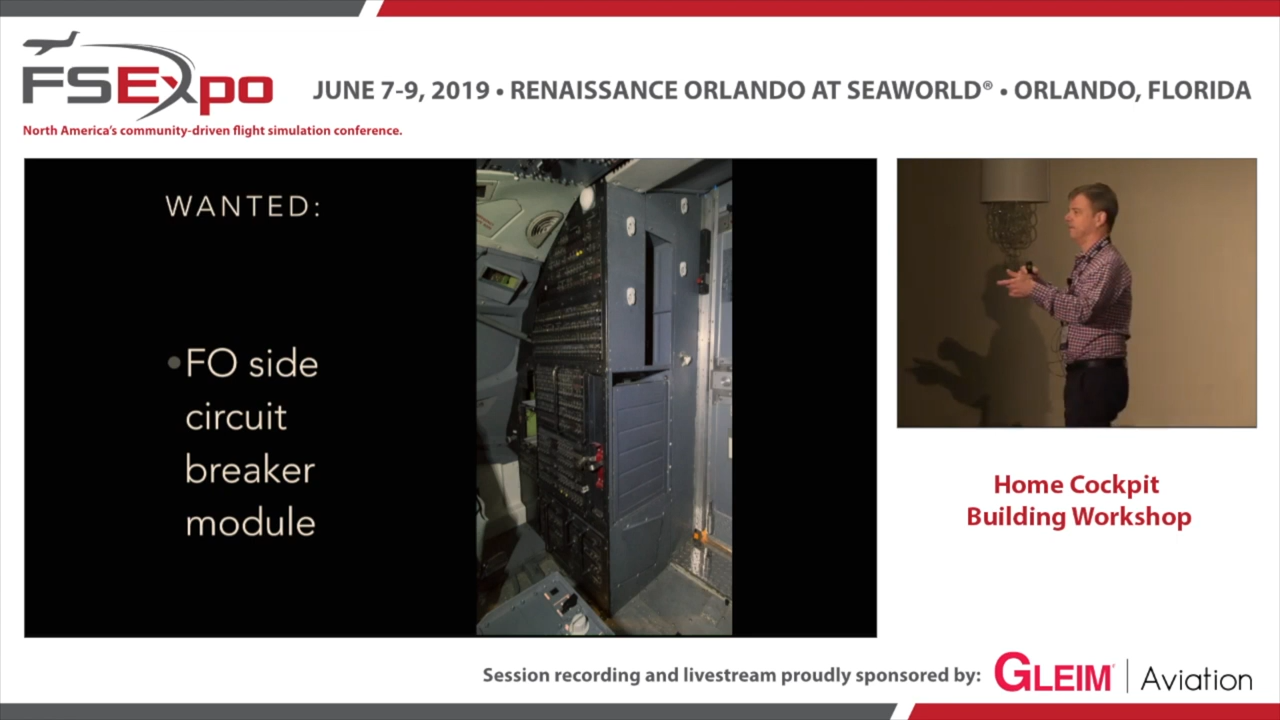 FSExpo
North America's community-driven flight simulation conference.
JUNE 7-9, 2019 • RENAISSANCE ORLANDO AT SEAWORLD® • ORLANDO, FLORIDA
WANTED:
•FO side
circuit
breaker
module
Home Cockpit
Building Workshop
Session recording and livestream proudly sponsored by:
GLEIM | Aviation